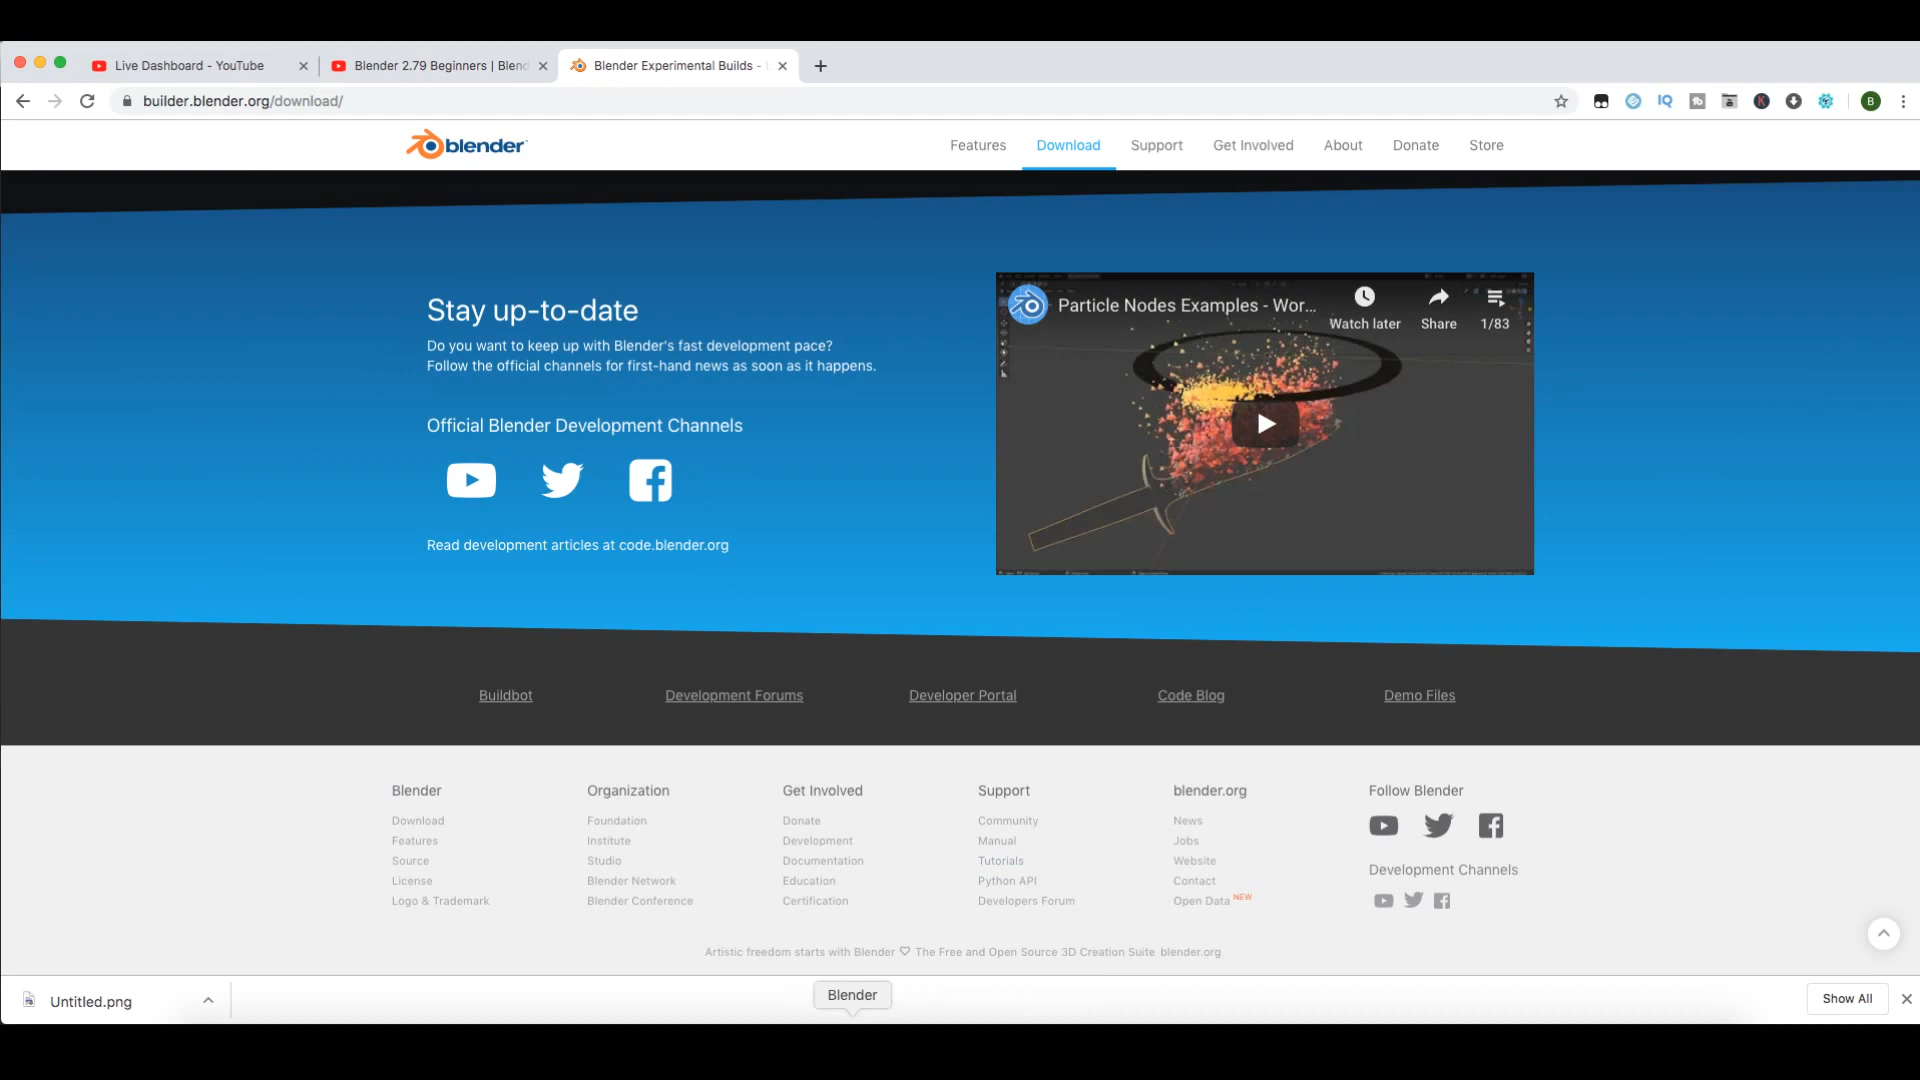 Live Dashboard - YouTube
Blender 2.79 Beginners | Blend
Blender Experimental Builds -
builder.blender.org/download/
IQ
K
B
blender
Features
Download
Support
Get Involved
About
Donate
Store
Stay up-to-date
Do you want to keep up with Blender's fast development pace?
Follow the official channels for first-hand news as soon as it happens.
Official Blender Development Channels
Read development articles at code.blender.org
Particle Nodes Examples - Wor...
Watch later
Share
1/83
Buildbot
Development Forums
Developer Portal
Code Blog
Demo Files
Blender
Download
Features
Source
License
Logo & Trademark
Organization
Foundation
Institute
Studio
Blender Network
Blender Conference
Get Involved
Donate
Development
Documentation
Education
Certification
Support
Community
Manual
Tutorials
Python API
Developers Forum
blender.org
News
Jobs
Website
Contact
Open Data NEW
Follow Blender
Development Channels
Artistic freedom starts with Blender ♡ The Free and Open Source 3D Creation Suite blender.org
Untitled.png
Blender
Show All